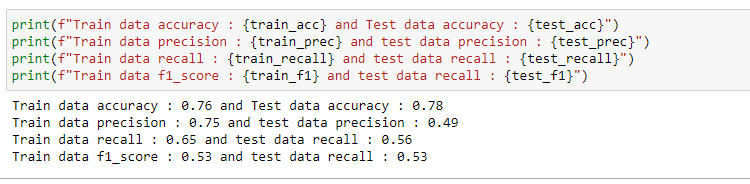 print(f"Train data accuracy : {train_acc} and Test data accuracy : {test_acc}")
print(f"Train data precision : {train_prec} and test data precision : {test_prec}")
print(f"Train data recall : {train_recall} and test data recall : {test_recall}")
print(f"Train data f1_score : {train_f1} and test data recall : {test_f1}")
Train data accuracy : 0.76 and Test data accuracy : 0.78
Train data precision : 0.75 and test data precision : 0.49
Train data recall : 0.65 and test data recall : 0.56
Train data f1_score : 0.53 and test data recall : 0.53